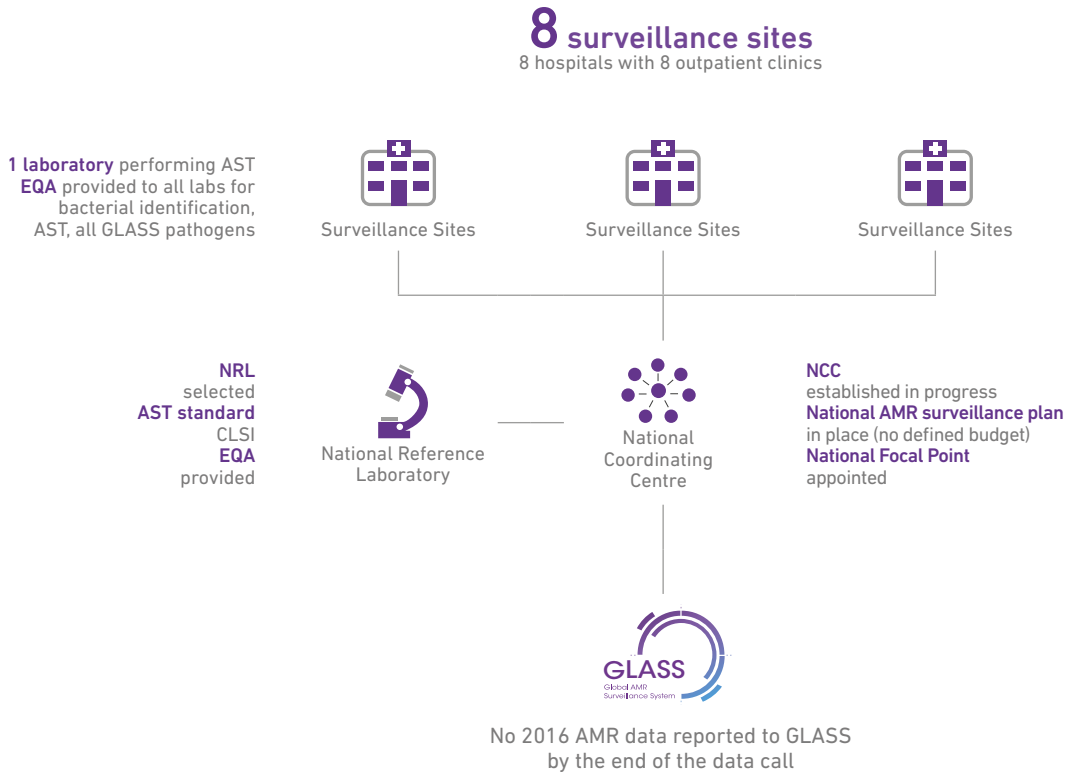 8 surveillance sites
8 hospitals with 8 outpatient clinics
1 laboratory performing AST
EQA provided to all labs for
bacterial identification,
AST, all GLASS pathogens
Surveillance Sites
Surveillance Sites
Surveillance Sites
NRL
selected
AST standard
CLSI
EQA
provided
National Reference
Laboratory
National
Coordinating
Centre
NCC
established in progress
National AMR surveillance plan
in place (no defined budget)
National Focal Point
appointed
GLASS
Global AMR
Surveillance System
No 2016 AMR data reported to GLASS
by the end of the data call